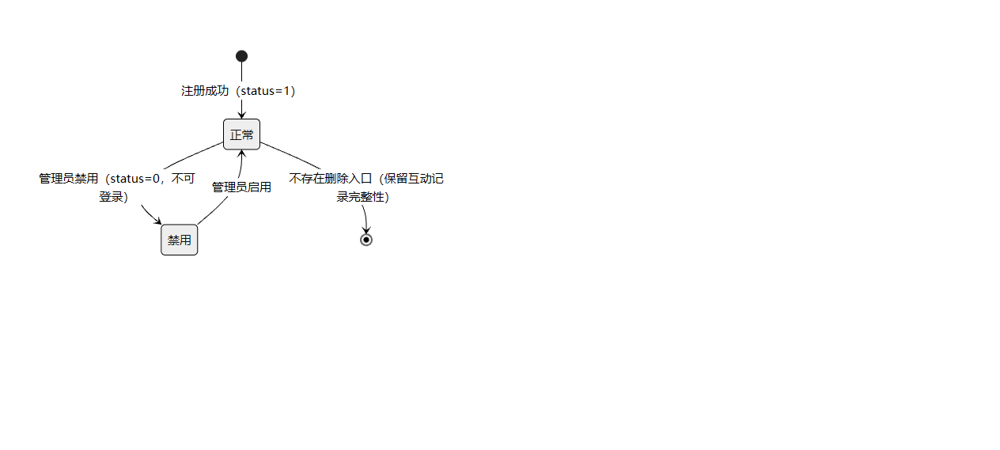 注册成功（status=1）
正常
管理员禁用（status=0，不可
登录）
管理员启用
不存在删除入口（保留互动记
录完整性）
禁用